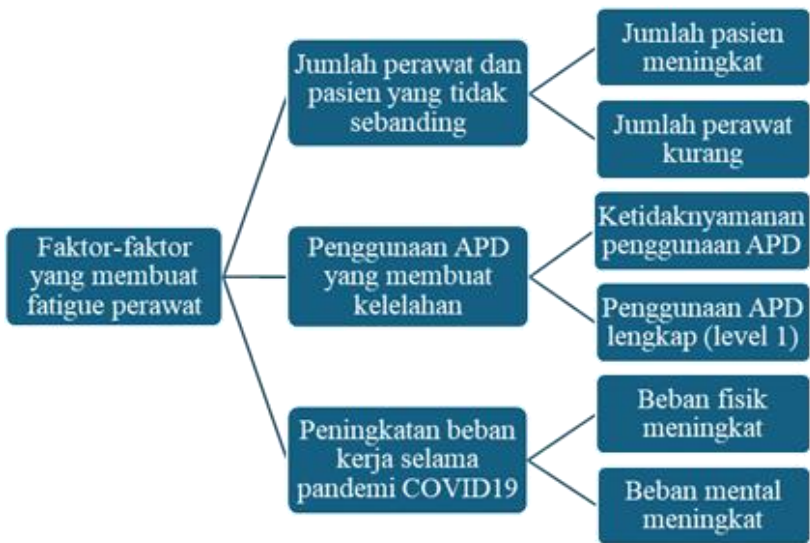 Faktor-faktor
yang membuat
fatigue perawat
Jumlah perawat dan
pasien yang tidak
sebanding
Jumlah pasien
meningkat
Jumlah perawat
kurang
Penggunaan APD
yang membuat
kelelahan
Ketidaknyamanan
penggunaan APD
Penggunaan APD
lengkap (level 1)
Peningkatan beban
kerja selama
pandemi COVID19
Beban fisik
meningkat
Beban mental
meningkat